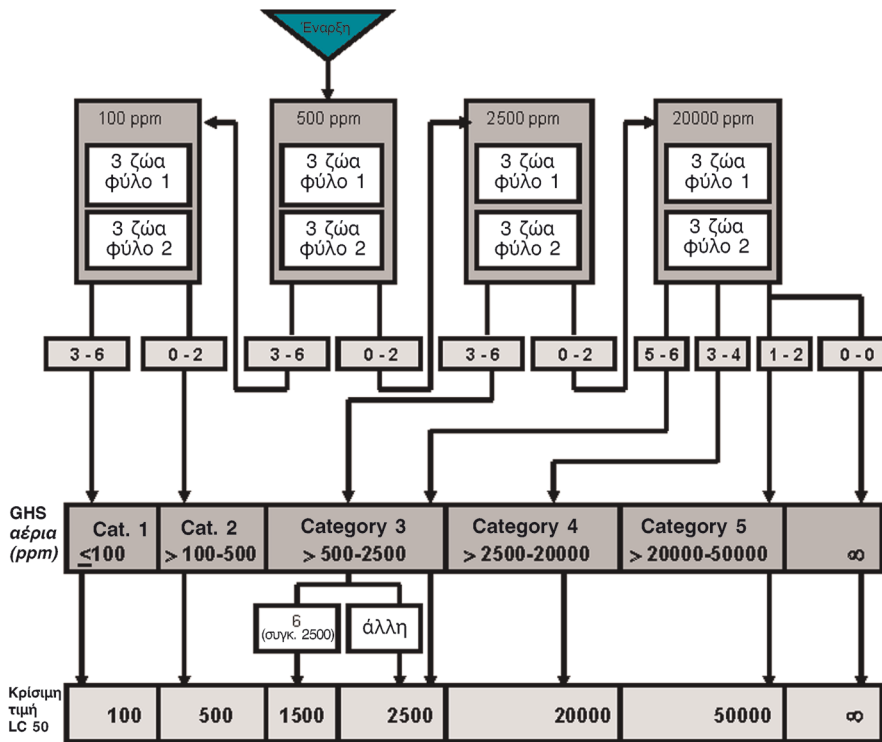 Έναρξη
100 ppm
500 ppm
2500 ppm
20000 ppm
3 ζώα
φύλο 1
3 ζώα
φύλο 1
3 ζώα
φύλο 1
3 ζώα
φύλο 1
3 ζώα
φύλο 2
3 ζώα
φύλο 2
3 ζώα
φύλο 2
3 ζώα
φύλο 2
3 - 6
0 - 2
3 - 6
0 - 2
3 - 6
0 - 2
5 - 6
3 - 4
1 - 2
0 - 0
GHS
αέρια
(ppm)
Cat. 1
≤100
Cat. 2
> 100-500
Category 3
> 500-2500
Category 4
> 2500-20000
Category 5
> 20000-50000
∞
6
(συγκ. 2500)
άλλη
Κρίσιμη
τιμή
LC 50
100
500
1500
2500
20000
50000
∞